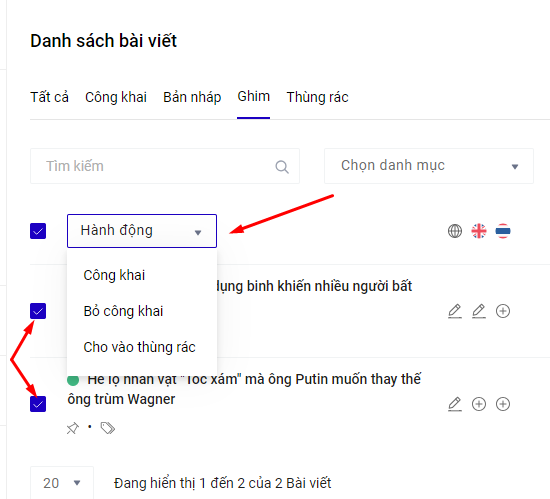 Danh sách bài viết
Tất cả Công khai Bản nháp Ghim Thùng rác
Tìm kiếm Chọn danh mục
Hành động
Công khai
dụng binh khiến nhiều người bất
Bỏ công khai
Cho vào thùng rác
Hé lộ nhân vật "Tóc xám" mà ông Putin muốn thay thế
ông trùm Wagner
20 Đang hiển thị 1 đến 2 của 2 Bài viết